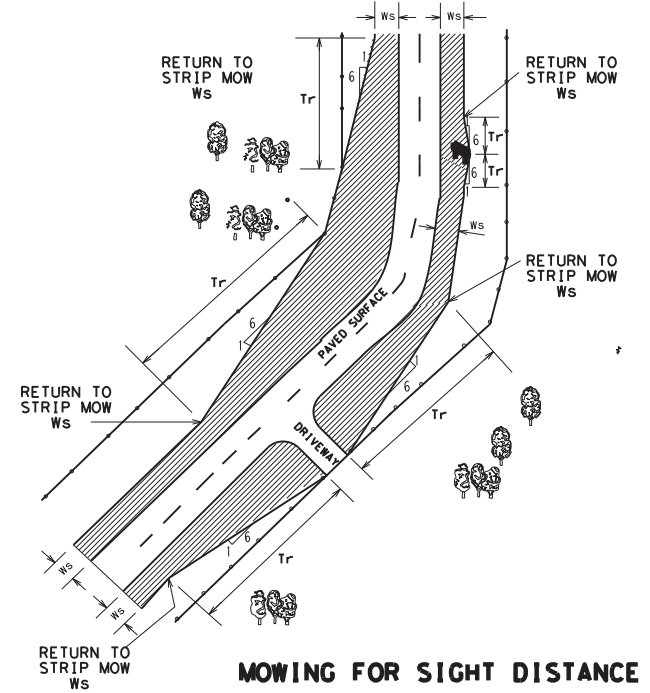 Ws
Ws
RETURN TO
STRIP MOW
Ws
1
6
Tr
RETURN TO
STRIP MOW
Ws
6
Tr
6
Tr
1
Ws
Tr
RETURN TO
STRIP MOW
Ws
6
1
PAVED SURFACE
1
6
Tr
RETURN TO
STRIP MOW
Ws
DRIVEWAY
1
6
Tr
Ws
Ws
RETURN TO
STRIP MOW
Ws
MOWING FOR SIGHT DISTANCE